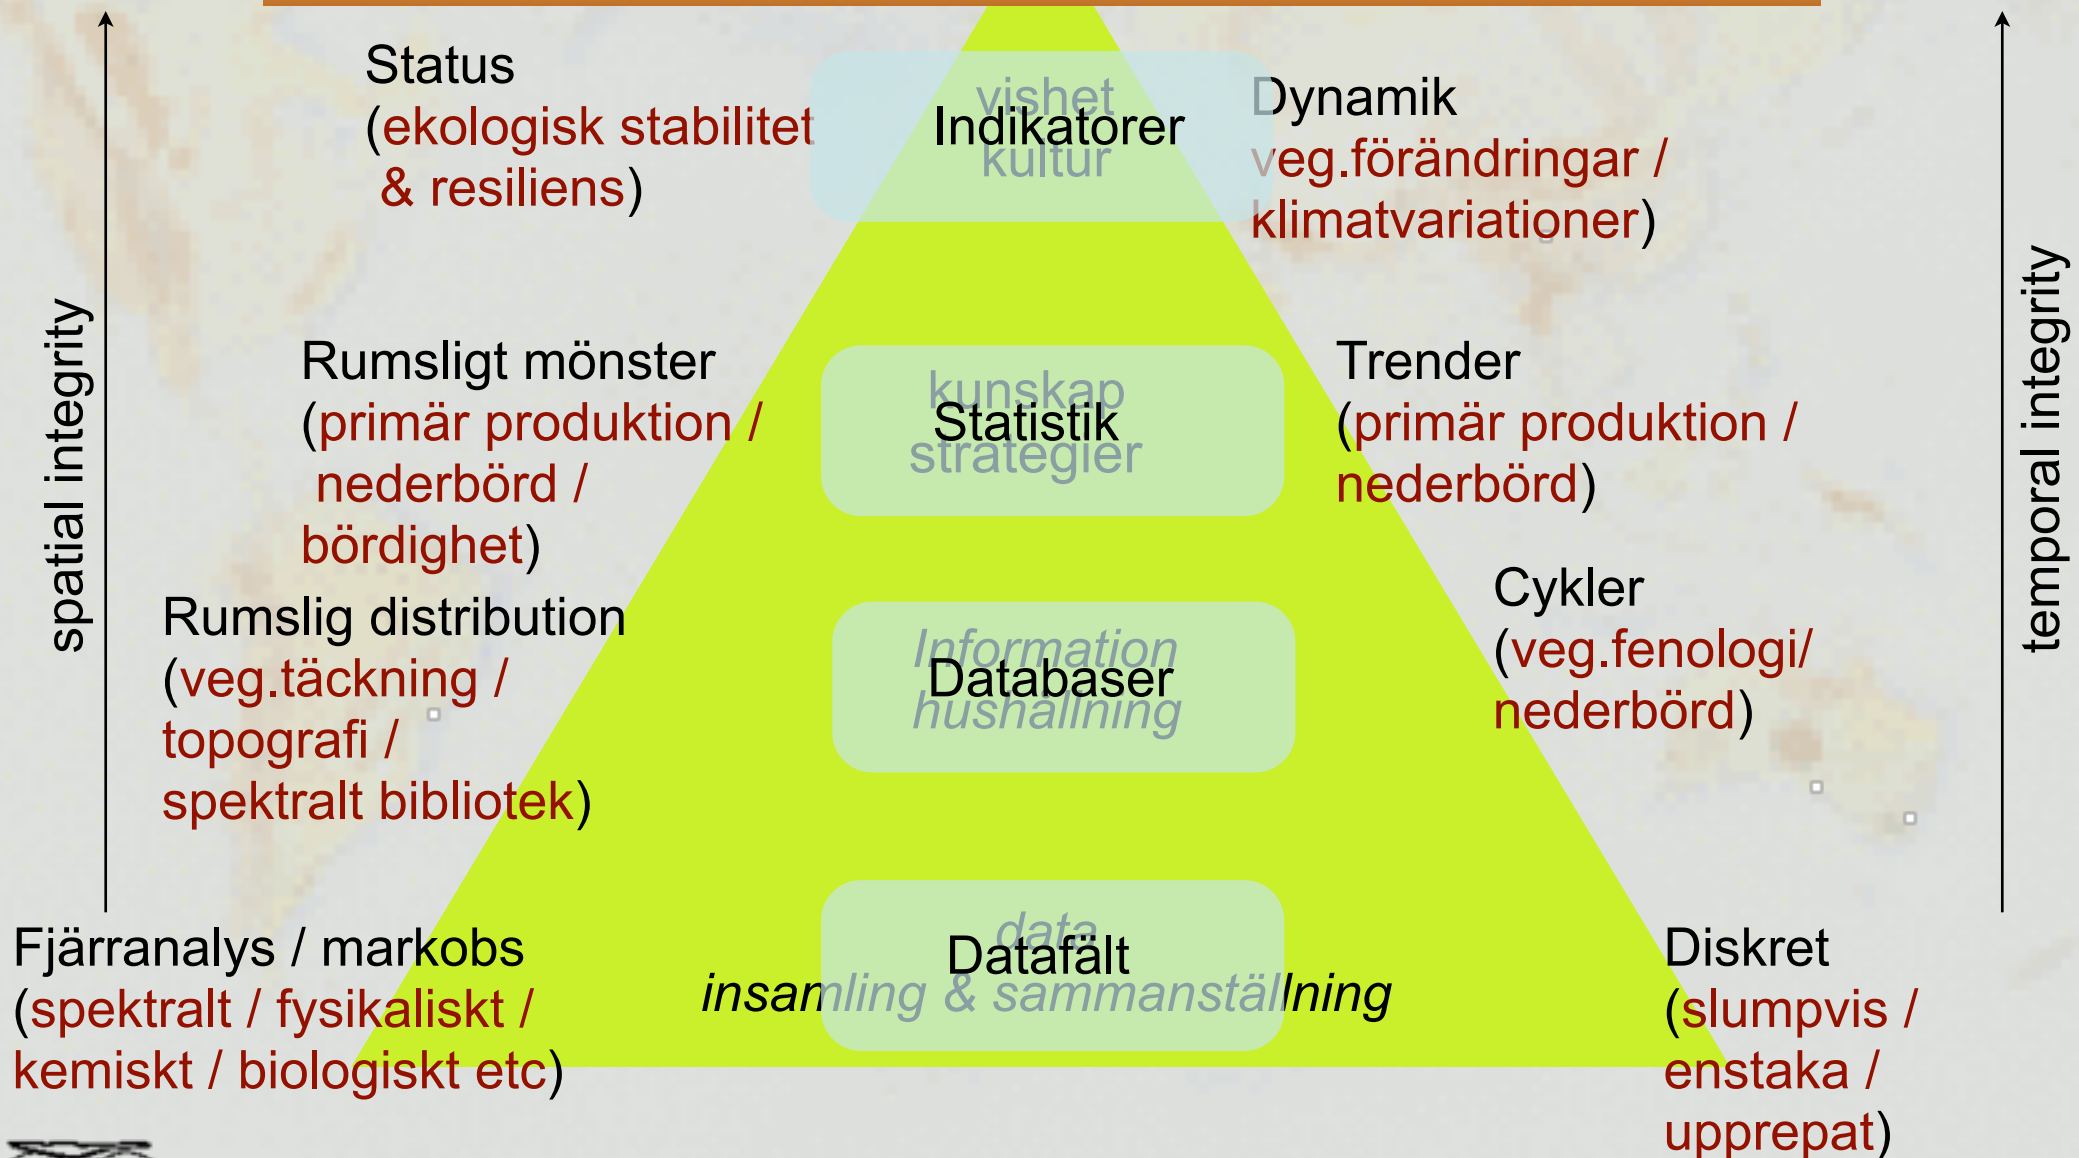 Status
(ekologisk stabilitet
& resiliens)
vishet
Indikatorer
kultur
Dynamik
veg.förändringar /
klimatvariationer)
spatial integrity
temporal integrity
Rumsligt mönster
(primär produktion /
nederbörd /
bördighet)
kunskap
Statistik
strategier
Trender
(primär produktion /
nederbörd)
Rumslig distribution
(veg.täckning /
topografi /
spektralt bibliotek)
Information
Databaser
hushållning
Cykler
(veg.fenologi/
nederbörd)
Fjärranalys / markobs
(spektralt / fysikaliskt /
kemiskt / biologiskt etc)
data
Datafält
insamling & sammanställning
Diskret
(slumpvis /
enstaka /
upprepat)